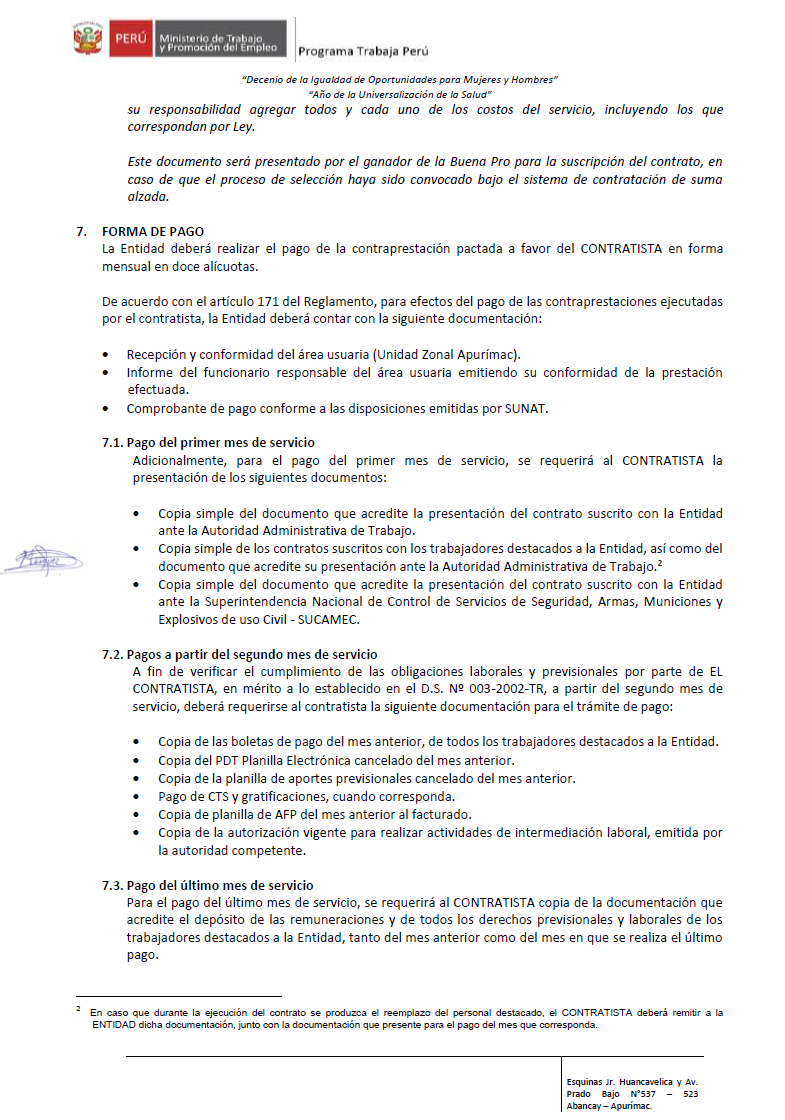 PERÚ
Ministerio de Trabajo
y Promoción del Empleo
Programa Trabaja Perú
“Decenio de la Igualdad de Oportunidades para Mujeres y Hombres”
“Año de la Universalización de la Salud”
su responsabilidad agregar todos y cada uno de los costos del servicio, incluyendo los que
correspondan por Ley.
Este documento será presentado por el ganador de la Buena Pro para la suscripción del contrato, en
caso de que el proceso de selección haya sido convocado bajo el sistema de contratación de suma
alzada.
7. FORMA DE PAGO
La Entidad deberá realizar el pago de la contraprestación pactada a favor del CONTRATISTA en forma
mensual en doce alícuotas.
De acuerdo con el artículo 171 del Reglamento, para efectos del pago de las contraprestaciones ejecutadas
por el contratista, la Entidad deberá contar con la siguiente documentación:
• Recepción y conformidad del área usuaria (Unidad Zonal Apurímac).
• Informe del funcionario responsable del área usuaria emitiendo su conformidad de la prestación
efectuada.
• Comprobante de pago conforme a las disposiciones emitidas por SUNAT.
7.1. Pago del primer mes de servicio
Adicionalmente, para el pago del primer mes de servicio, se requerirá al CONTRATISTA la
presentación de los siguientes documentos:
• Copia simple del documento que acredite la presentación del contrato suscrito con la Entidad
ante la Autoridad Administrativa de Trabajo.
• Copia simple de los contratos suscritos con los trabajadores destacados a la Entidad, así como del
documento que acredite su presentación ante la Autoridad Administrativa de Trabajo.²
• Copia simple del documento que acredite la presentación del contrato suscrito con la Entidad
ante la Superintendencia Nacional de Control de Servicios de Seguridad, Armas, Municiones y
Explosivos de uso Civil - SUCAMEC.
7.2. Pagos a partir del segundo mes de servicio
A fin de verificar el cumplimiento de las obligaciones laborales y previsionales por parte de EL
CONTRATISTA, en mérito a lo establecido en el D.S. Nº 003-2002-TR, a partir del segundo mes de
servicio, deberá requerirse al contratista la siguiente documentación para el trámite de pago:
• Copia de las boletas de pago del mes anterior, de todos los trabajadores destacados a la Entidad.
• Copia del PDT Planilla Electrónica cancelado del mes anterior.
• Copia de la planilla de aportes previsionales cancelado del mes anterior.
• Pago de CTS y gratificaciones, cuando corresponda.
• Copia de planilla de AFP del mes anterior al facturado.
• Copia de la autorización vigente para realizar actividades de intermediación laboral, emitida por
la autoridad competente.
7.3. Pago del último mes de servicio
Para el pago del último mes de servicio, se requerirá al CONTRATISTA copia de la documentación que
acredite el depósito de las remuneraciones y de todos los derechos previsionales y laborales de los
trabajadores destacados a la Entidad, tanto del mes anterior como del mes en que se realiza el último
pago.
² En caso que durante la ejecución del contrato se produzca el reemplazo del personal destacado, el CONTRATISTA deberá remitir a la
ENTIDAD dicha documentación, junto con la documentación que presente para el pago del mes que corresponda.
Esquinas Jr. Huancavelica y Av.
Prado Bajo N°537 – 523
Abancay – Apurímac.